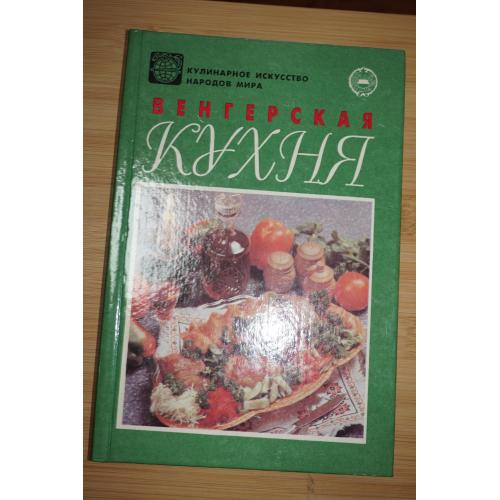 КУЛИНАРНОЕ ИСКУССТВО
НАРОДОВ МИРА
ВЕНГЕРСКАЯ
КУХНЯ